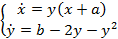 ẋ = y(x + a)
ẏ = b − 2y − y²